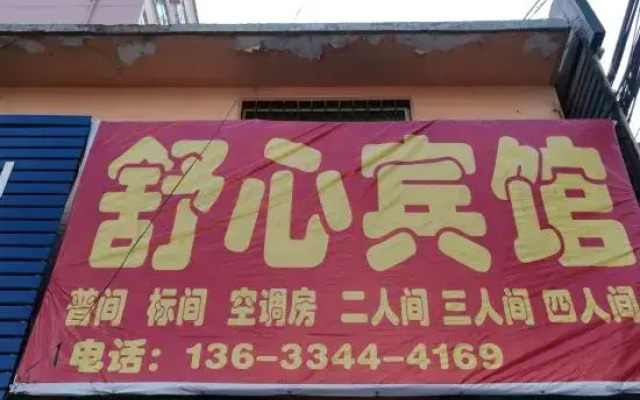 舒心宾馆
普间 标间 空调房 二人间 三人间 四人间
电话：136-3344-4169